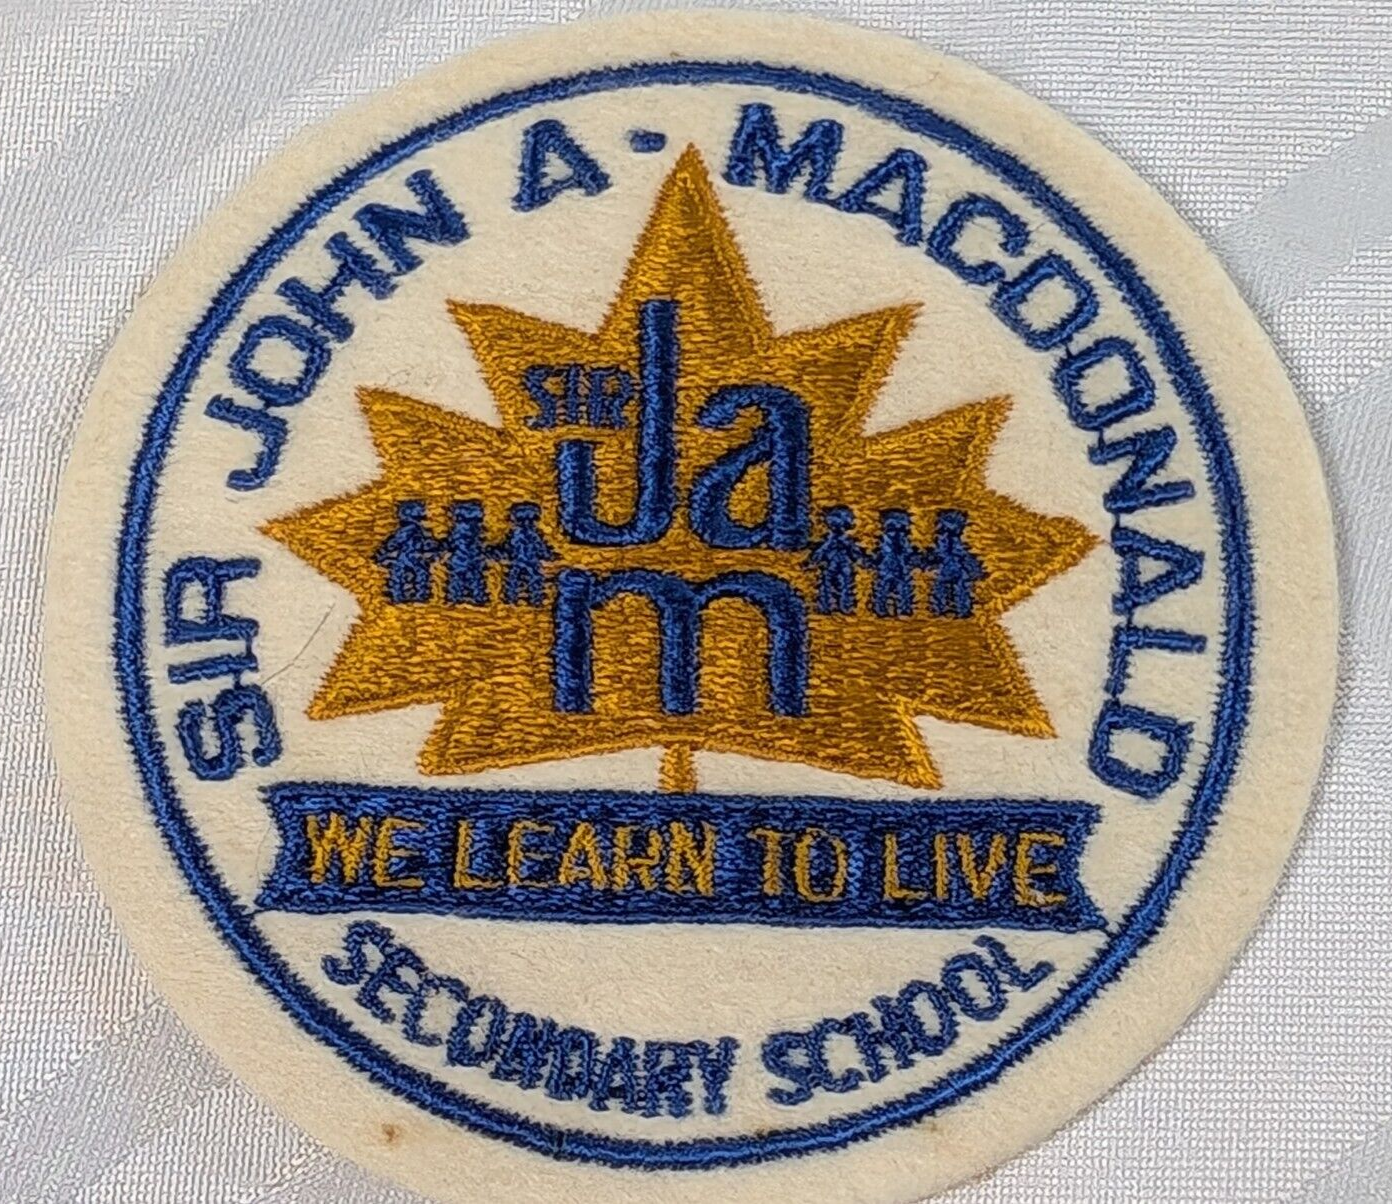 SIR JOHN A. MACDONALD
SIR
Ja
m
WE LEARN TO LIVE
SECONDARY SCHOOL